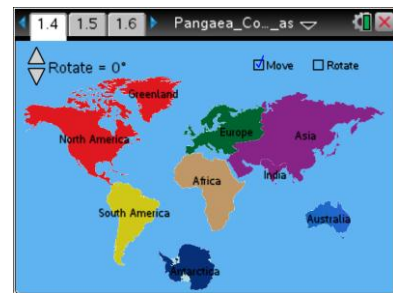 1.4 1.5 1.6 Pangaea_Co..._as
Rotate = 0° Move Rotate
Greenland
North America Europe Asia
Africa India
South America Australia
Antarctica